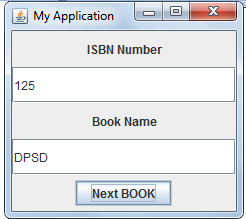 My Application
ISBN Number
125
Book Name
DPSD
Next BOOK